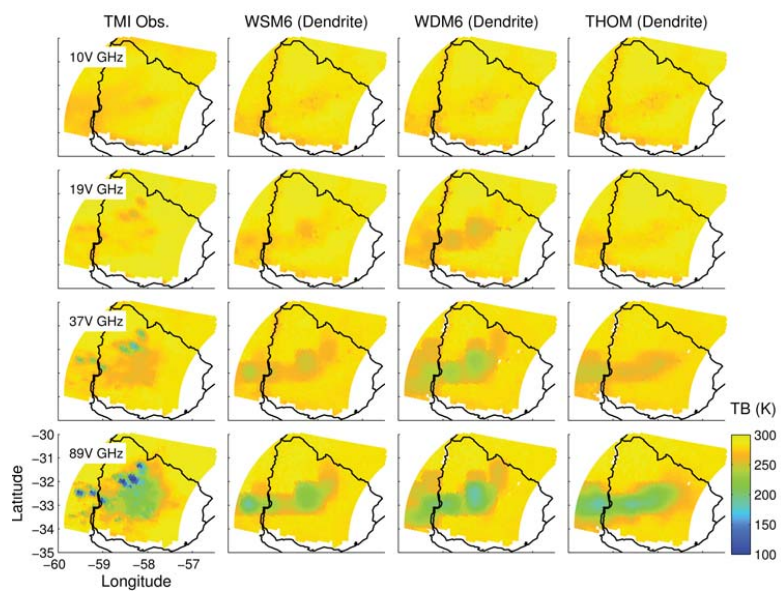 TMI Obs. WSM6 (Dendrite) WDM6 (Dendrite) THOM (Dendrite)
10V GHz
19V GHz
37V GHz
TB (K)
−30 89V GHz 300
−31
−32 250
−33 200
−34 150
−35 100
Latitude
−60 −59 −58 −57
Longitude